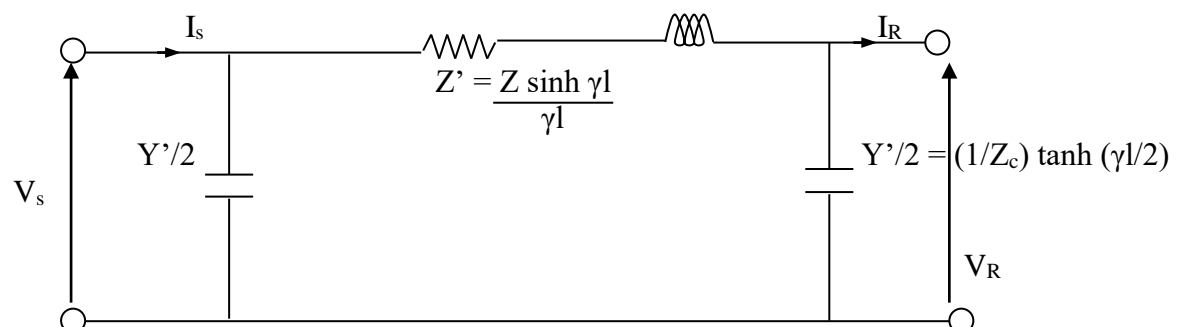 Is
IR
Z’ = Z sinh γl
γl
Y’/2
Y’/2 = (1/Zc) tanh (γl/2)
Vs
VR